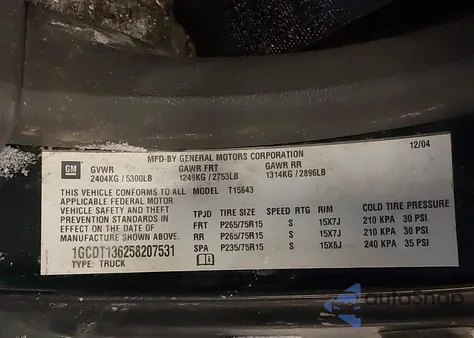 MFD-BY GENERAL MOTORS CORPORATION 12/04
GM GVWR GAWR FRT GAWR RR
2404KG / 5300LB 1249KG / 2753LB 1314KG / 2896LB
THIS VEHICLE CONFORMS TO ALL MODEL T15643
APPLICABLE FEDERAL MOTOR
VEHICLE SAFETY AND THEFT
PREVENTION STANDARDS IN
EFFECT ON THE DATE OF
MANUFACTURE SHOWN ABOVE.
1GCDT136258207531
TYPE: TRUCK
TPJD TIRE SIZE SPEED RTG RIM COLD TIRE PRESSURE
FRT P265/75R15 S 15X7J 210 KPA 30 PSI
RR P265/75R15 S 15X7J 210 KPA 30 PSI
SPA P235/75R15 S 15X6J 240 KPA 35 PSI
autoSnap